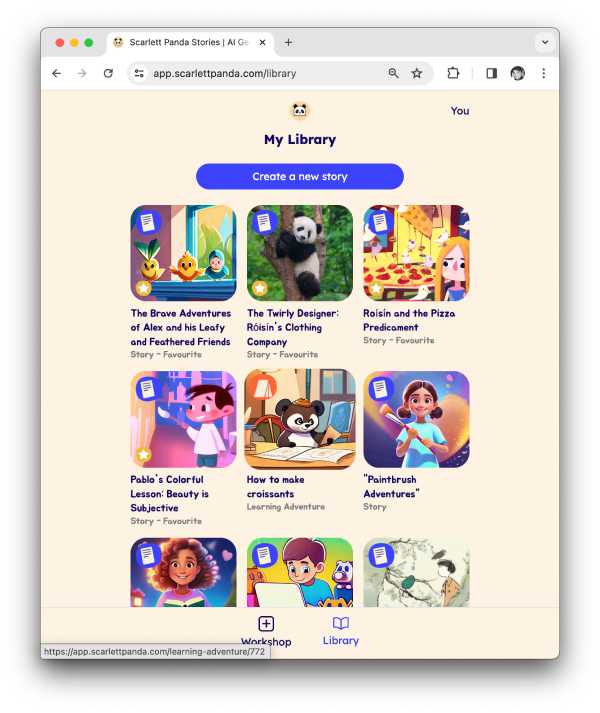 Scarlett Panda Stories | AI Ge
app.scarlettpanda.com/library
You
My Library
Create a new story
The Brave Adventures
of Alex and his Leafy
and Feathered Friends
Story - Favourite
The Twirly Designer:
Róisín's Clothing
Company
Story - Favourite
Roísín and the Pizza
Predicament
Story - Favourite
Pablo's Colorful
Lesson: Beauty is
Subjective
Story - Favourite
How to make
croissants
Learning Adventure
"Paintbrush
Adventures"
Story
Workshop
Library
https://app.scarlettpanda.com/learning-adventure/772